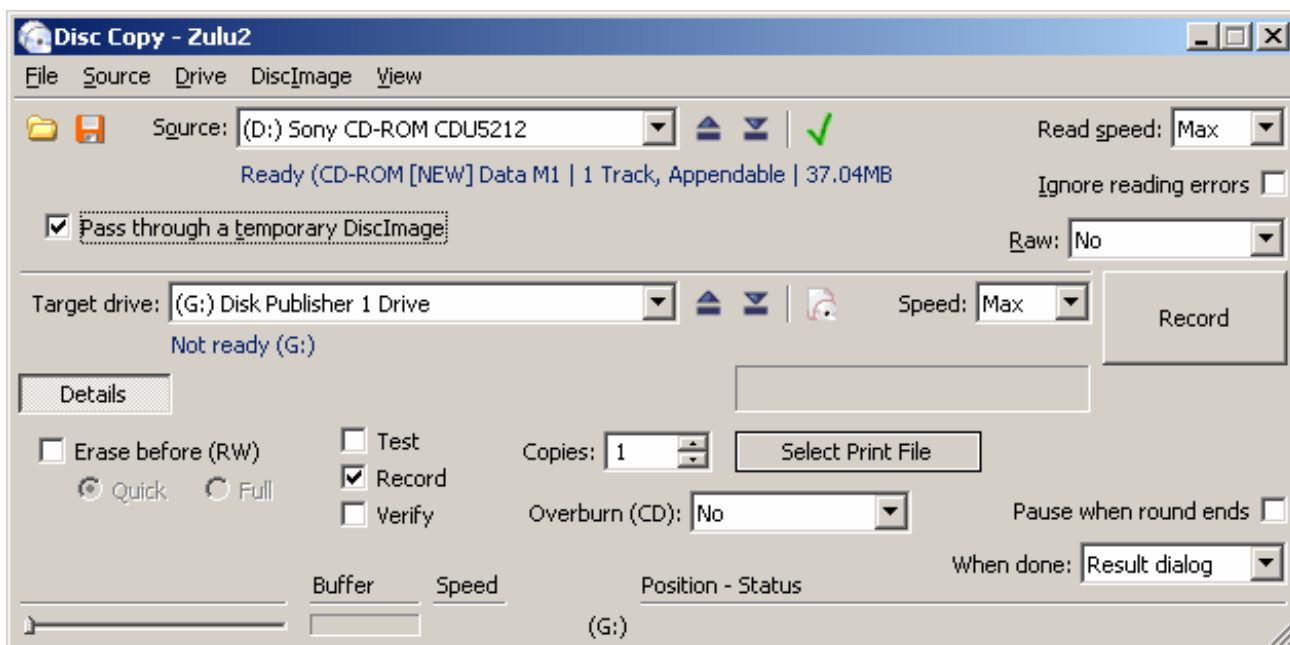 Disc Copy - Zulu2
File Source Drive DiscImage View
Source: (D:) Sony CD-ROM CDU5212 Read speed: Max
Ready (CD-ROM [NEW] Data M1 | 1 Track, Appendable | 37.04MB
Ignore reading errors
Pass through a temporary DiscImage
Raw: No
Target drive: (G:) Disk Publisher 1 Drive Speed: Max Record
Not ready (G:)
Details
Erase before (RW) Test Copies: 1 Select Print File
Quick Full Record
Verify Overburn (CD): No Pause when round ends
When done: Result dialog
Buffer Speed Position - Status
(G:)